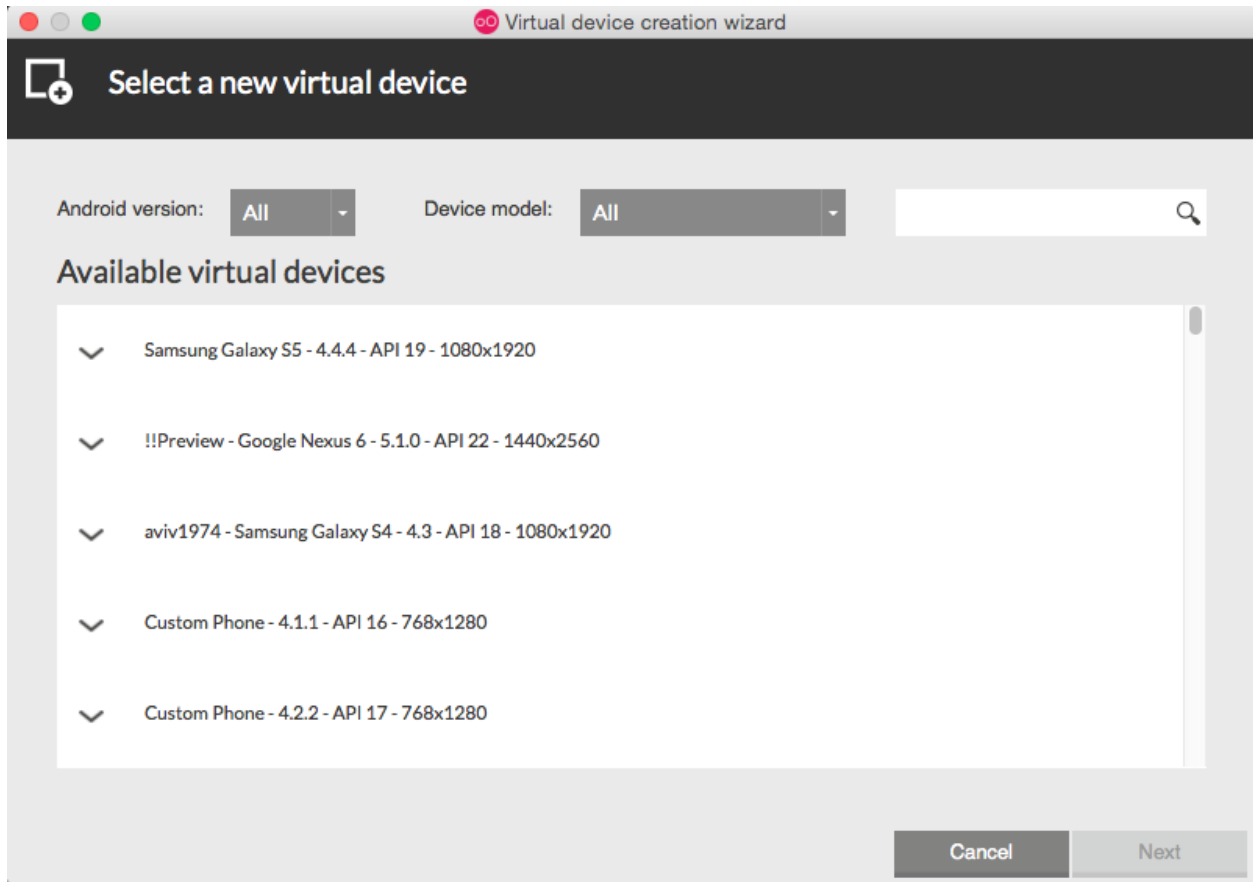 Virtual device creation wizard
Select a new virtual device
Android version: All Device model: All
Available virtual devices
Samsung Galaxy S5 - 4.4.4 - API 19 - 1080x1920
!!Preview - Google Nexus 6 - 5.1.0 - API 22 - 1440x2560
aviv1974 - Samsung Galaxy S4 - 4.3 - API 18 - 1080x1920
Custom Phone - 4.1.1 - API 16 - 768x1280
Custom Phone - 4.2.2 - API 17 - 768x1280
Cancel Next